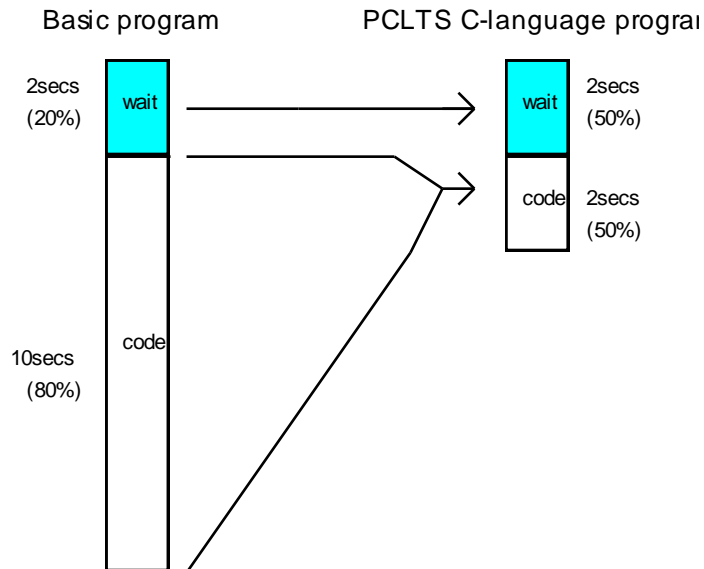 Basic program
PCLTS C-language progra
2secs
(20%)
wait
wait
2secs
(50%)
code
2secs
(50%)
code
10secs
(80%)